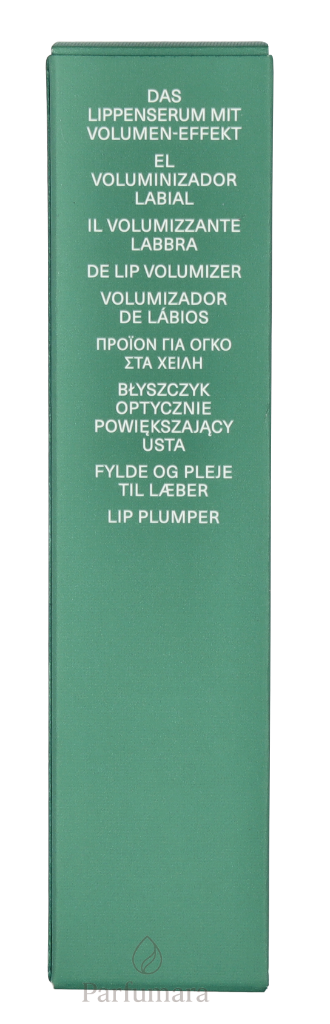 DAS
LIPPENSERUM MIT
VOLUMEN-EFFEKT
EL
VOLUMINIZADOR
LABIAL
IL VOLUMIZZANTE
LABBRA
DE LIP VOLUMIZER
VOLUMIZADOR
DE LÁBIOS
ΠΡΟΪΟΝ ΓΙΑ ΟΓΚΟ
ΣΤΑ ΧΕΙΛΗ
BŁYSZCZYK
OPTYCZNIE
POWIĘKSZAJĄCY
USTA
FYLDE OG PLEJE
TIL LÆBER
LIP PLUMPER
Parfumara